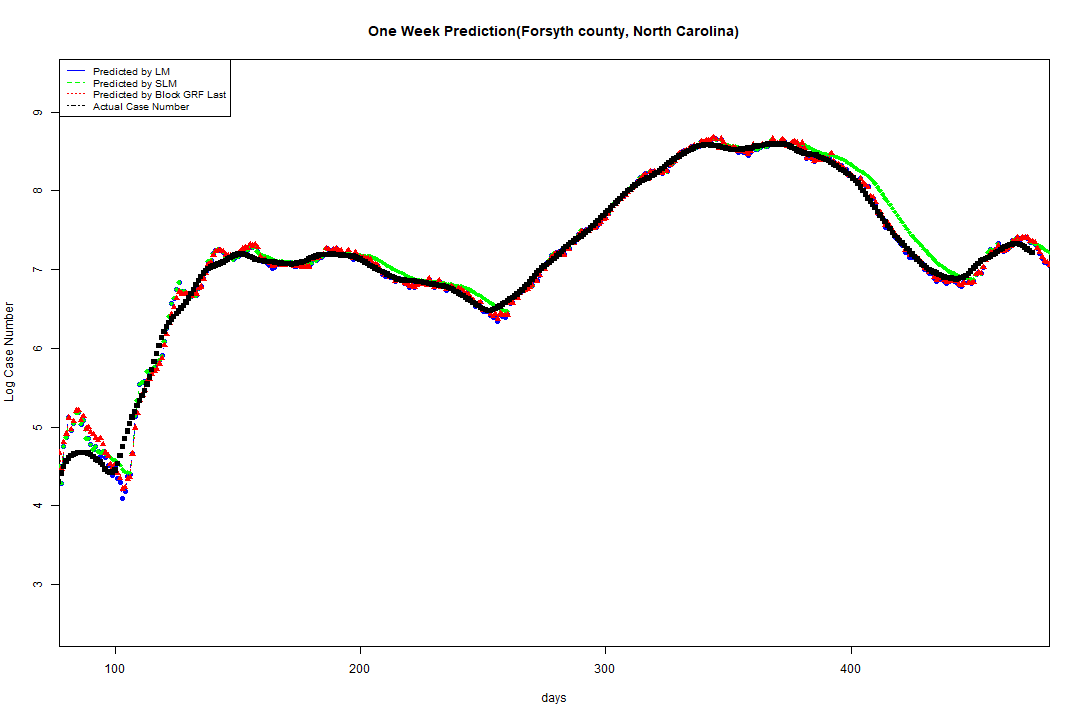 One Week Prediction(Forsyth county, North Carolina)
Predicted by LM
Predicted by SLM
Predicted by Block GRF Last
Actual Case Number
9
8
7
6
5
4
3
Log Case Number
100 200 300 400
days